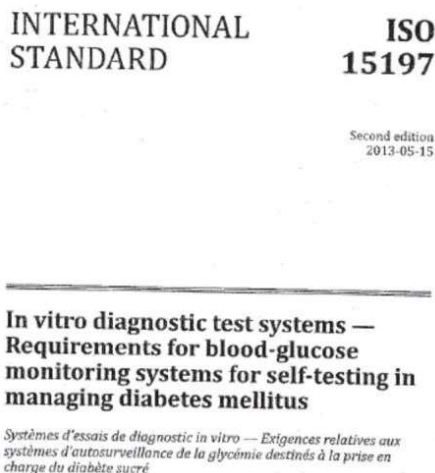 INTERNATIONAL
STANDARD
ISO
15197
Second edition
2013-05-15
In vitro diagnostic test systems —
Requirements for blood-glucose
monitoring systems for self-testing in
managing diabetes mellitus
Systèmes d'essais de diagnostic in vitro — Exigences relatives aux
systèmes d'autosurveillance de la glycémie destinés à la prise en
charge du diabète sucré